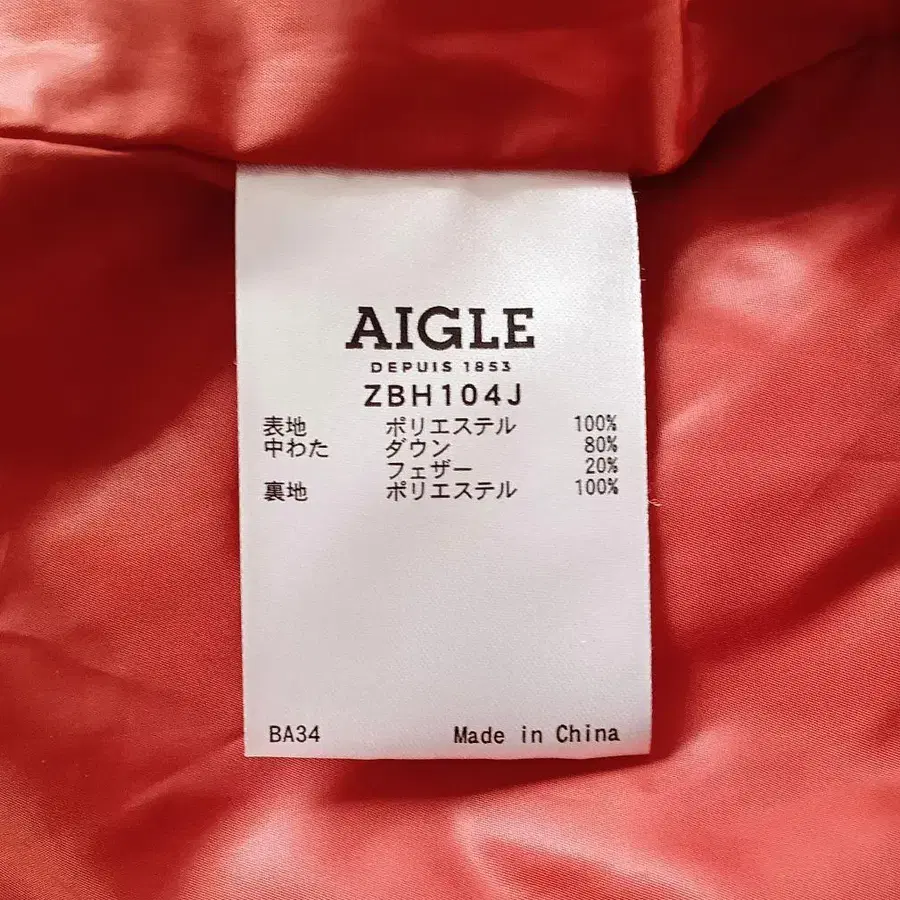 AIGLE
DEPUIS 1853
ZBH104J
表地 ポリエステル 100%
中わた ダウン 80%
フェザー 20%
裏地 ポリエステル 100%
BA34 Made in China